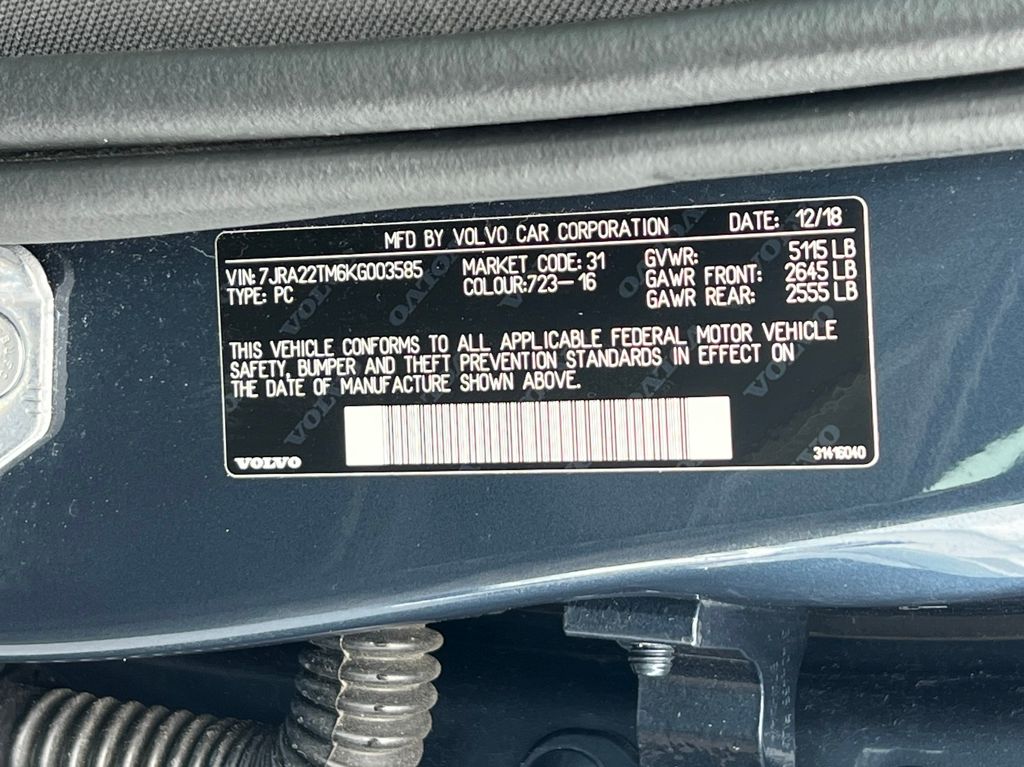 MFD BY VOLVO CAR CORPORATION DATE: 12/18
VIN: 7JRA22TM6KG003585 MARKET CODE: 31 GVWR: 5115 LB
TYPE: PC COLOUR:723-16 GAWR FRONT: 2645 LB
GAWR REAR: 2555 LB
THIS VEHICLE CONFORMS TO ALL APPLICABLE FEDERAL MOTOR VEHICLE
SAFETY, BUMPER AND THEFT PREVENTION STANDARDS IN EFFECT ON
THE DATE OF MANUFACTURE SHOWN ABOVE.
VOLVO 31416040